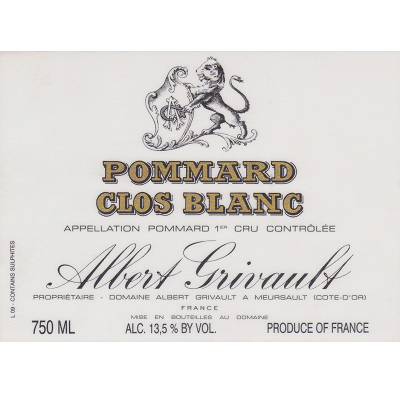 POMMARD
CLOS BLANC
APPELLATION POMMARD 1ER CRU CONTRÔLÉE
Albert Grivault
PROPRIÉTAIRE - DOMAINE ALBERT GRIVAULT A MEURSAULT (COTE-D'OR)
FRANCE
MISE EN BOUTEILLES AU DOMAINE
750 ML ALC. 13,5 % BY VOL. PRODUCE OF FRANCE
L 09 - CONTAINS SULPHITES